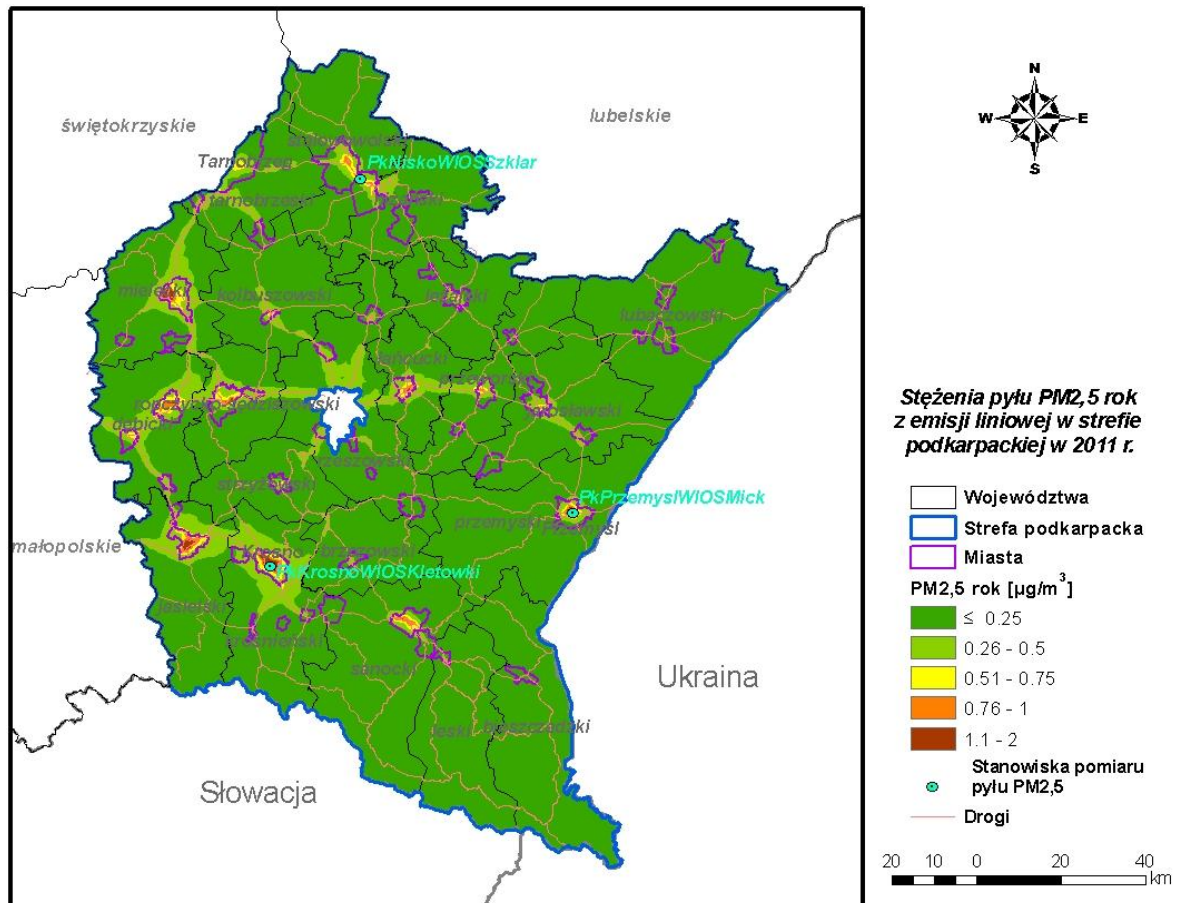 świętokrzyskie
lubelskie
Tarnobrzeg
stalowowolski
PkNiskoWIOSSzklar
tarnobrzeski
niżański
mielecki
kolbuszowski
leżajski
lubaczowski
łańcucki
przeworski
ropczycko-sędziszowski
jarosławski
dębicki
rzeszowski
strzyżowski
PkPrzemyslWIOSMick
przemyski
Przemyśl
małopolskie
Krosno
brzozowski
PkKrosnoWIOSKletowki
jasielski
krośnieński
sanocki
Ukraina
leski
bieszczadzki
Słowacja
N
W
E
S
Stężenia pyłu PM2,5 rok
z emisji liniowej w strefie
podkarpackiej w 2011 r.
Województwa
Strefa podkarpacka
Miasta
PM2,5 rok [µg/m³]
≤ 0.25
0.26 - 0.5
0.51 - 0.75
0.76 - 1
1.1 - 2
Stanowiska pomiaru
pyłu PM2,5
Drogi
20 10 0 20 40
km